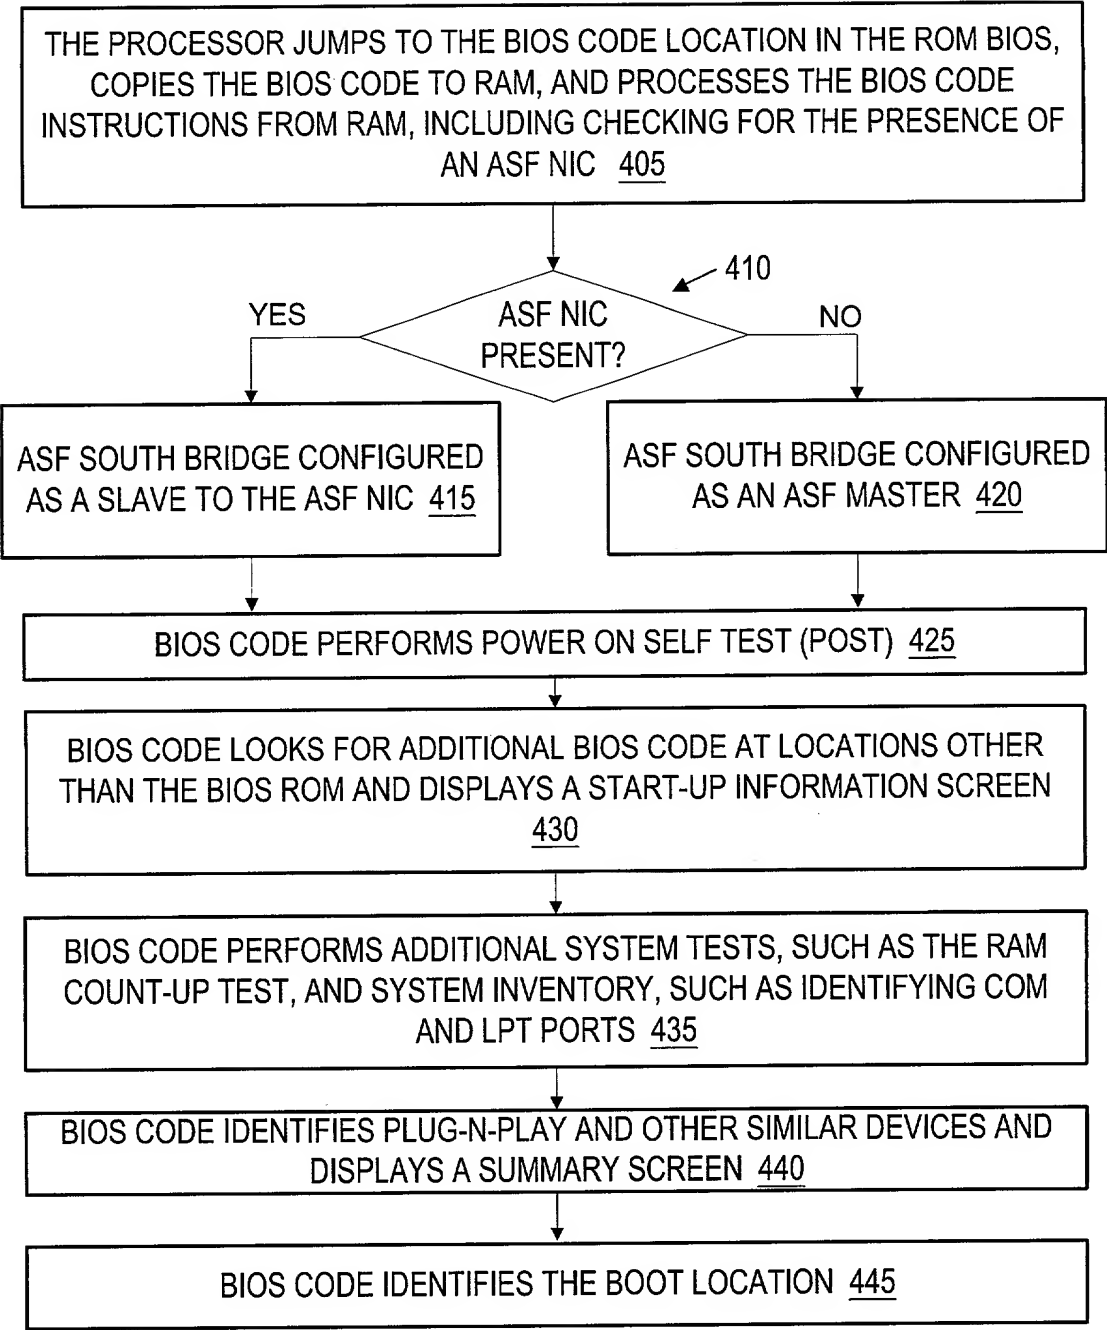 THE PROCESSOR JUMPS TO THE BIOS CODE LOCATION IN THE ROM BIOS,
COPIES THE BIOS CODE TO RAM, AND PROCESSES THE BIOS CODE
INSTRUCTIONS FROM RAM, INCLUDING CHECKING FOR THE PRESENCE OF
AN ASF NIC 405
410
ASF NIC
PRESENT?
YES
NO
ASF SOUTH BRIDGE CONFIGURED
AS A SLAVE TO THE ASF NIC 415
ASF SOUTH BRIDGE CONFIGURED
AS AN ASF MASTER 420
BIOS CODE PERFORMS POWER ON SELF TEST (POST) 425
BIOS CODE LOOKS FOR ADDITIONAL BIOS CODE AT LOCATIONS OTHER
THAN THE BIOS ROM AND DISPLAYS A START-UP INFORMATION SCREEN
430
BIOS CODE PERFORMS ADDITIONAL SYSTEM TESTS, SUCH AS THE RAM
COUNT-UP TEST, AND SYSTEM INVENTORY, SUCH AS IDENTIFYING COM
AND LPT PORTS 435
BIOS CODE IDENTIFIES PLUG-N-PLAY AND OTHER SIMILAR DEVICES AND
DISPLAYS A SUMMARY SCREEN 440
BIOS CODE IDENTIFIES THE BOOT LOCATION 445